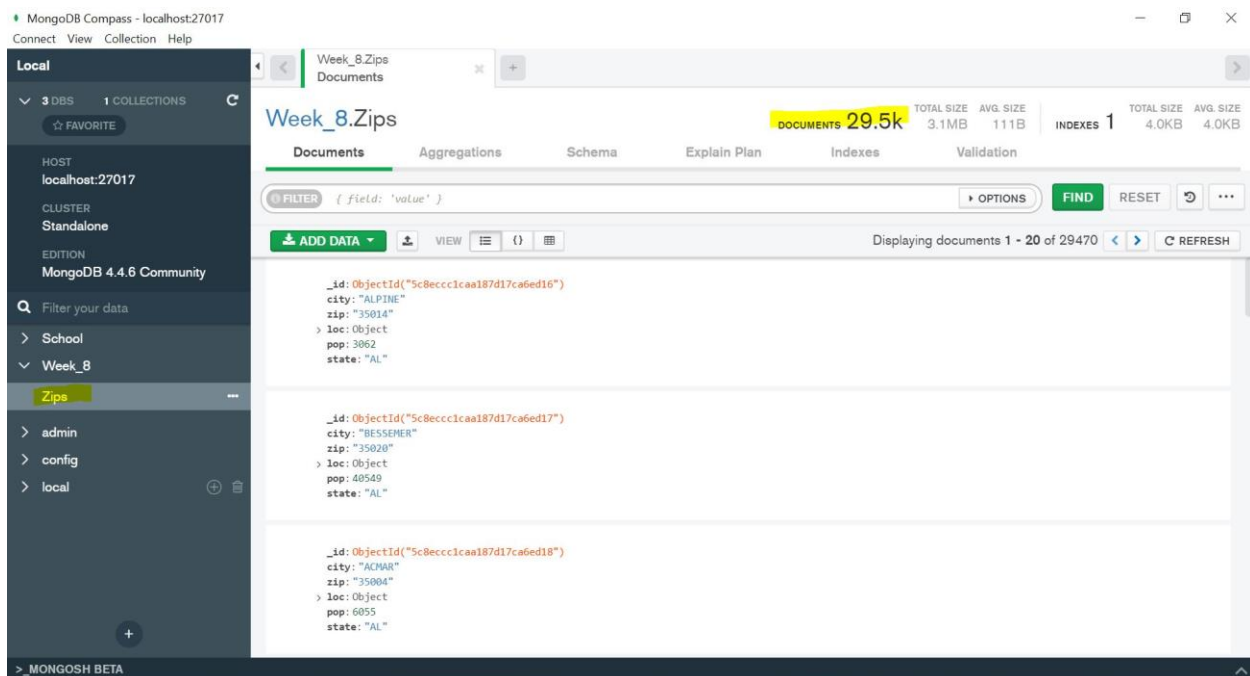 MongoDB Compass - localhost:27017
Connect View Collection Help
Local
3 DBS 1 COLLECTIONS
☆ FAVORITE
HOST
localhost:27017
CLUSTER
Standalone
EDITION
MongoDB 4.4.6 Community
Filter your data
School
Week_8
Zips
admin
config
local
>_MONGOSH BETA
Week_8.Zips
Documents
Week_8.Zips
DOCUMENTS 29.5k TOTAL SIZE 3.1MB AVG. SIZE 111B INDEXES 1 TOTAL SIZE 4.0KB AVG. SIZE 4.0KB
Documents Aggregations Schema Explain Plan Indexes Validation
FILTER { field: 'value' } OPTIONS FIND RESET ...
ADD DATA VIEW {} Displaying documents 1 - 20 of 29470 < > REFRESH
_id: ObjectId("5c8eccc1caa187d17ca6ed16")
city: "ALPINE"
zip: "35014"
> loc: Object
pop: 3062
state: "AL"
_id: ObjectId("5c8eccc1caa187d17ca6ed17")
city: "BESSEMER"
zip: "35020"
> loc: Object
pop: 40549
state: "AL"
_id: ObjectId("5c8eccc1caa187d17ca6ed18")
city: "ACMAR"
zip: "35004"
> loc: Object
pop: 6055
state: "AL"